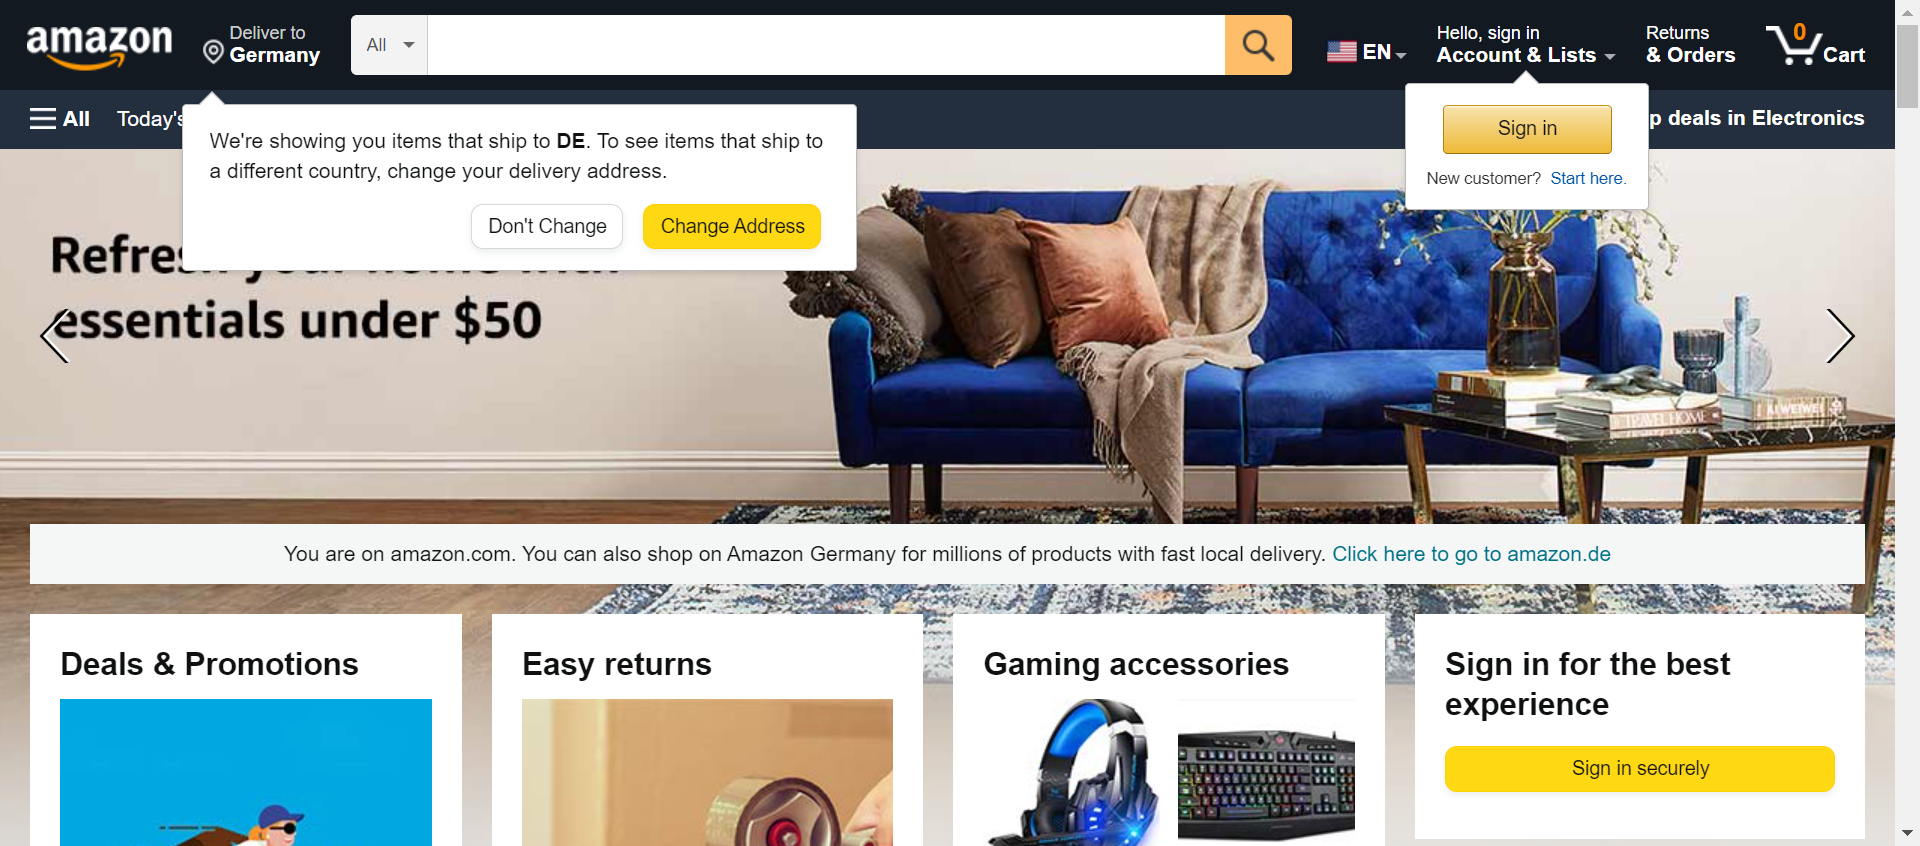 amazon
Deliver to
Germany
All
EN
Hello, sign in
Account & Lists
Returns
& Orders
0
Cart
All
Today's
deals in Electronics
We're showing you items that ship to DE. To see items that ship to
a different country, change your delivery address.
Don't Change
Change Address
Sign in
New customer? Start here.
essentials under $50
TRAVEL HOME
AI WEIWEI
You are on amazon.com. You can also shop on Amazon Germany for millions of products with fast local delivery. Click here to go to amazon.de
Deals & Promotions
Easy returns
Gaming accessories
Sign in for the best
experience
Sign in securely